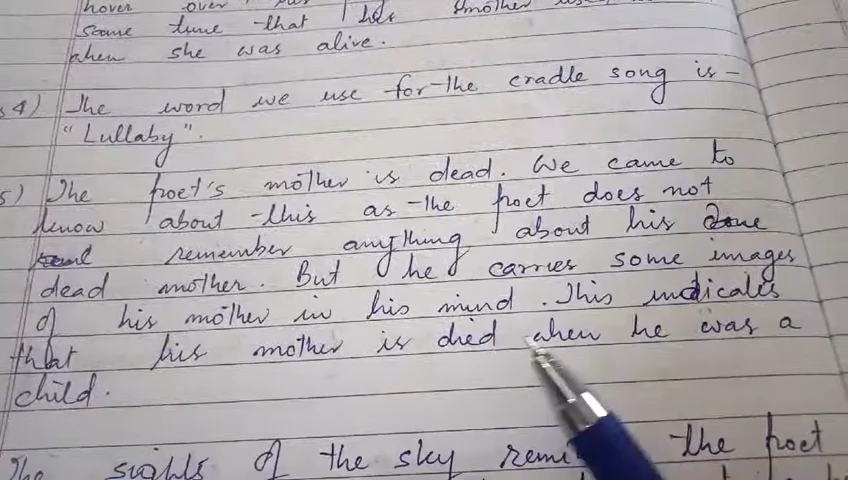 hover over
some time that his mother
when she was alive.
4) The word we use for the cradle song is-
"Lullaby".
5) The poet's mother is dead. We came to
know about this as the poet does not
remember anything about his
dead mother. But he carries some images
of his mother in his mind. This indicates
that his mother is died when he was a
child.
The sights of the sky the poet